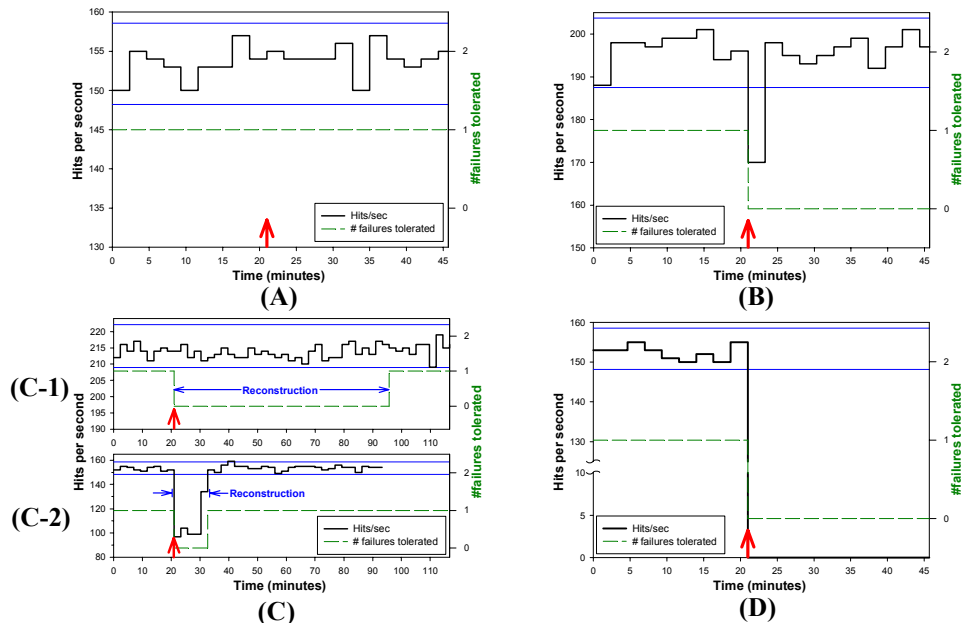 160
155
150
145
140
135
130
2
1
0
Hits per second
#failures tolerated
Hits/sec
# failures tolerated
0 5 10 15 20 25 30 35 40 45
Time (minutes)
(A)
200
190
180
170
160
150
2
1
0
Hits per second
#failures tolerated
Hits/sec
# failures tolerated
0 5 10 15 20 25 30 35 40 45
Time (minutes)
(B)
(C-1)
220
215
210
205
200
195
190
2
1
0
Reconstruction
0 10 20 30 40 50 60 70 80 90 100 110
Hits per second
#failures tolerated
(C-2)
160
140
120
100
80
2
1
0
Reconstruction
Hits/sec
# failures tolerated
0 10 20 30 40 50 60 70 80 90 100 110
Time (minutes)
(C)
160
150
140
130
10
5
0
2
1
0
Hits per second
#failures tolerated
Hits/sec
# failures tolerated
0 5 10 15 20 25 30 35 40 45
Time (minutes)
(D)